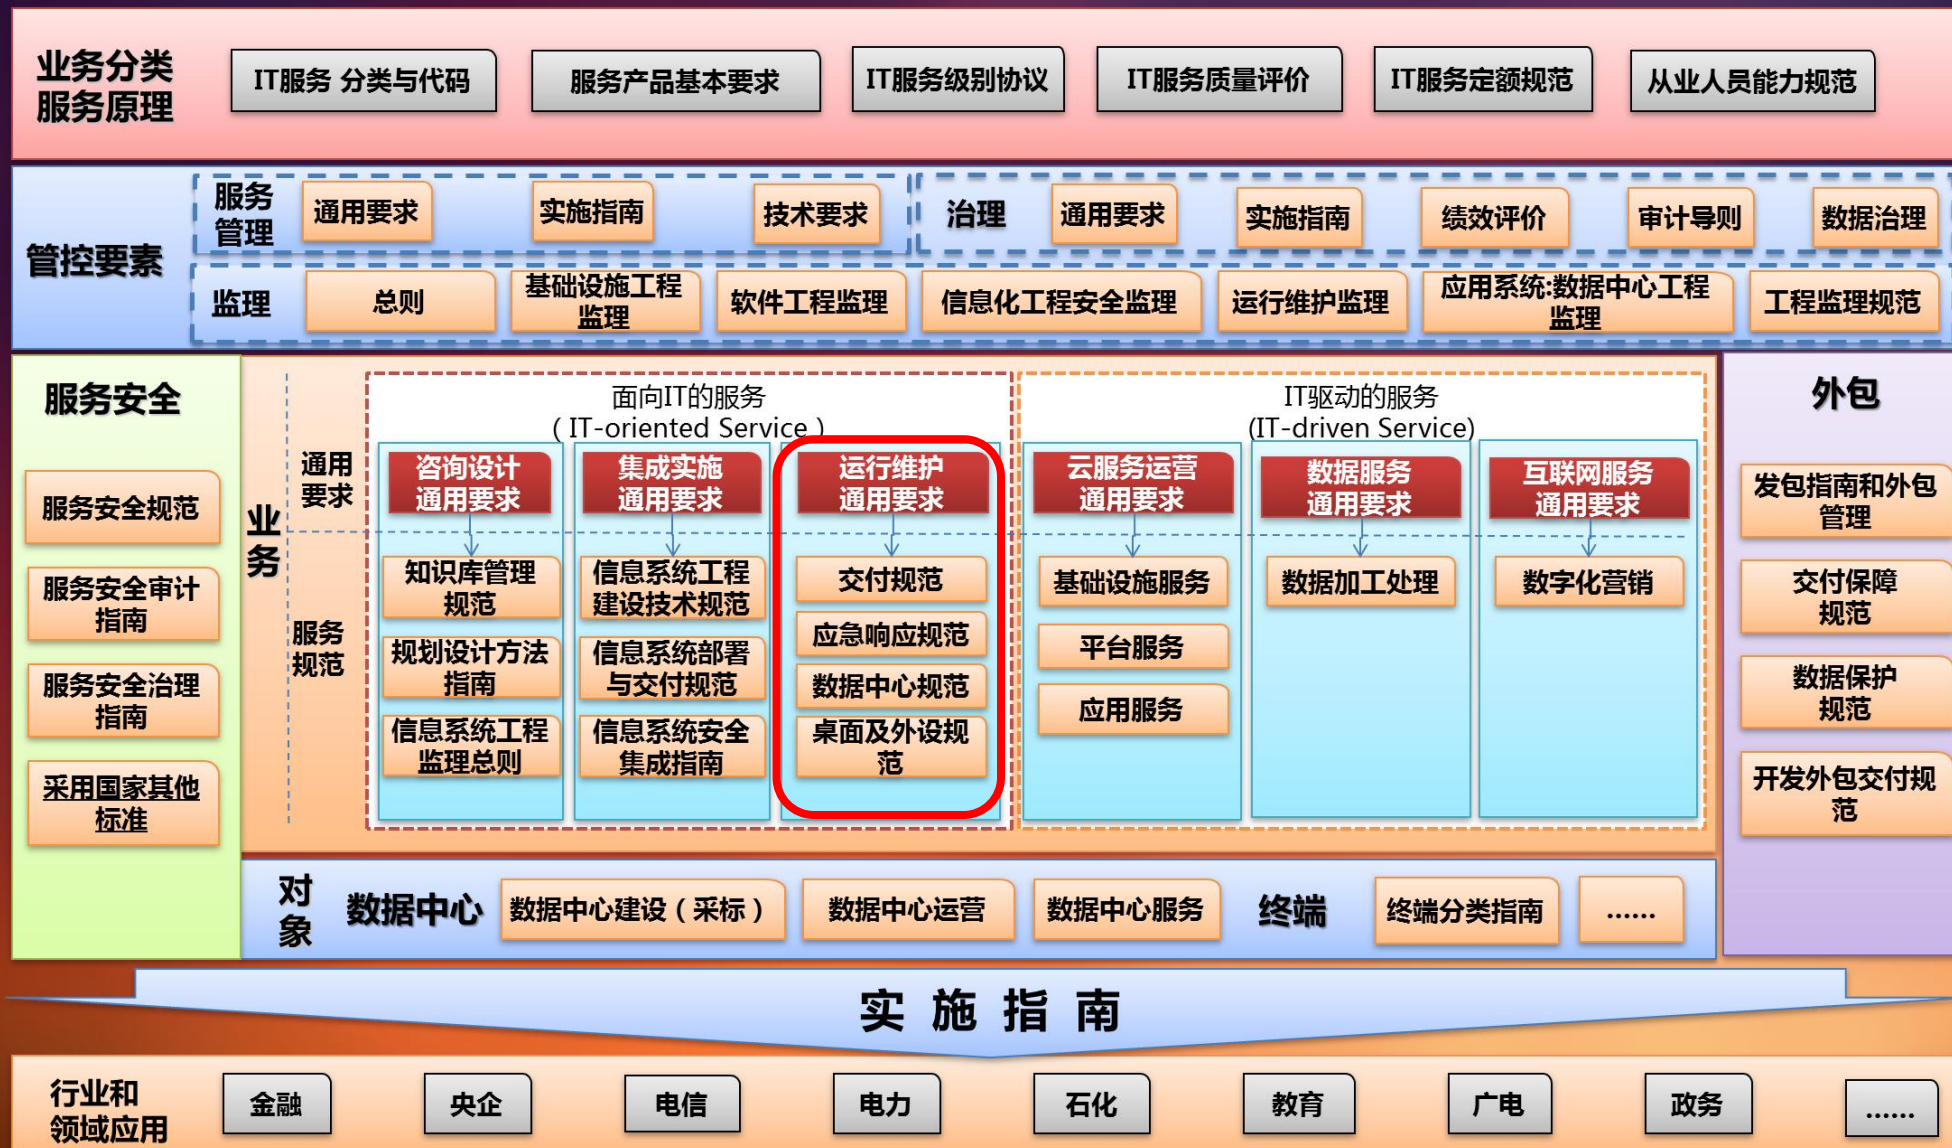 业务分类
服务原理
IT服务 分类与代码
服务产品基本要求
IT服务级别协议
IT服务质量评价
IT服务定额规范
从业人员能力规范
管控要素
服务
管理
通用要求
实施指南
技术要求
治理
通用要求
实施指南
绩效评价
审计导则
数据治理
监理
总则
基础设施工程
监理
软件工程监理
信息化工程安全监理
运行维护监理
应用系统:数据中心工程
监理
工程监理规范
服务安全
服务安全规范
服务安全审计
指南
服务安全治理
指南
采用国家其他
标准
业
务
通用
要求
服务
规范
面向IT的服务
（IT-oriented Service）
咨询设计
通用要求
知识库管理
规范
规划设计方法
指南
信息系统工程
监理总则
集成实施
通用要求
信息系统工程
建设技术规范
信息系统部署
与交付规范
信息系统安全
集成指南
运行维护
通用要求
交付规范
应急响应规范
数据中心规范
桌面及外设规
范
IT驱动的服务
(IT-driven Service)
云服务运营
通用要求
基础设施服务
平台服务
应用服务
数据服务
通用要求
数据加工处理
互联网服务
通用要求
数字化营销
外包
发包指南和外包
管理
交付保障
规范
数据保护
规范
开发外包交付规
范
对
象
数据中心
数据中心建设（采标）
数据中心运营
数据中心服务
终端
终端分类指南
......
实施指南
行业和
领域应用
金融
央企
电信
电力
石化
教育
广电
政务
......